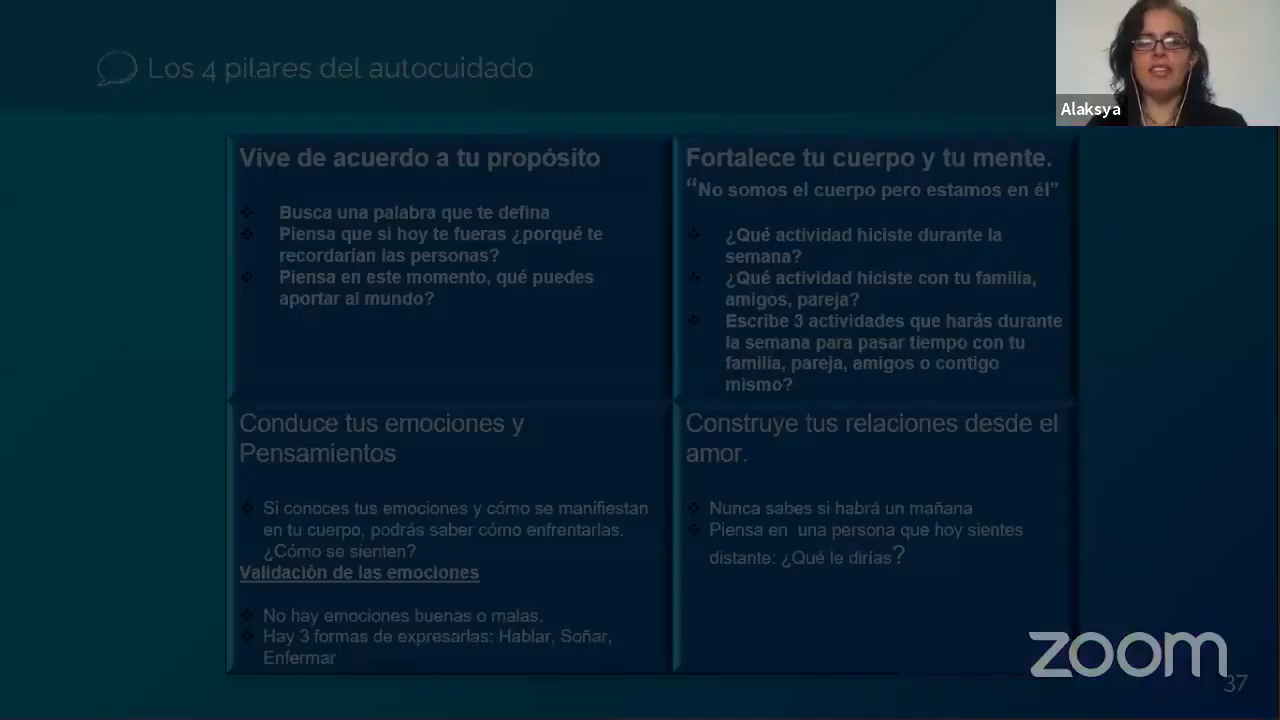 Los 4 pilares del autocuidado
Alaksya
Vive de acuerdo a tu propósito
Busca una palabra que te defina
Piensa que si hoy te fueras ¿porqué te
recordarían las personas?
Piensa en este momento, qué puedes
aportar al mundo?
Fortalece tu cuerpo y tu mente.
“No somos el cuerpo pero estamos en él”
¿Qué actividad hiciste durante la
semana?
¿Qué actividad hiciste con tu familia,
amigos, pareja?
Escribe 3 actividades que harás durante
la semana para pasar tiempo con tu
familia, pareja, amigos o contigo
mismo?
Conduce tus emociones y
Pensamientos
Si conoces tus emociones y cómo se manifiestan
en tu cuerpo, podrás saber cómo enfrentarlas.
¿Cómo se sienten?
Validación de las emociones
No hay emociones buenas o malas.
Hay 3 formas de expresarlas: Hablar, Soñar,
Enfermar
Construye tus relaciones desde el
amor.
Nunca sabes si habrá un mañana
Piensa en una persona que hoy sientes
distante: ¿Qué le dirías?
zoom
37